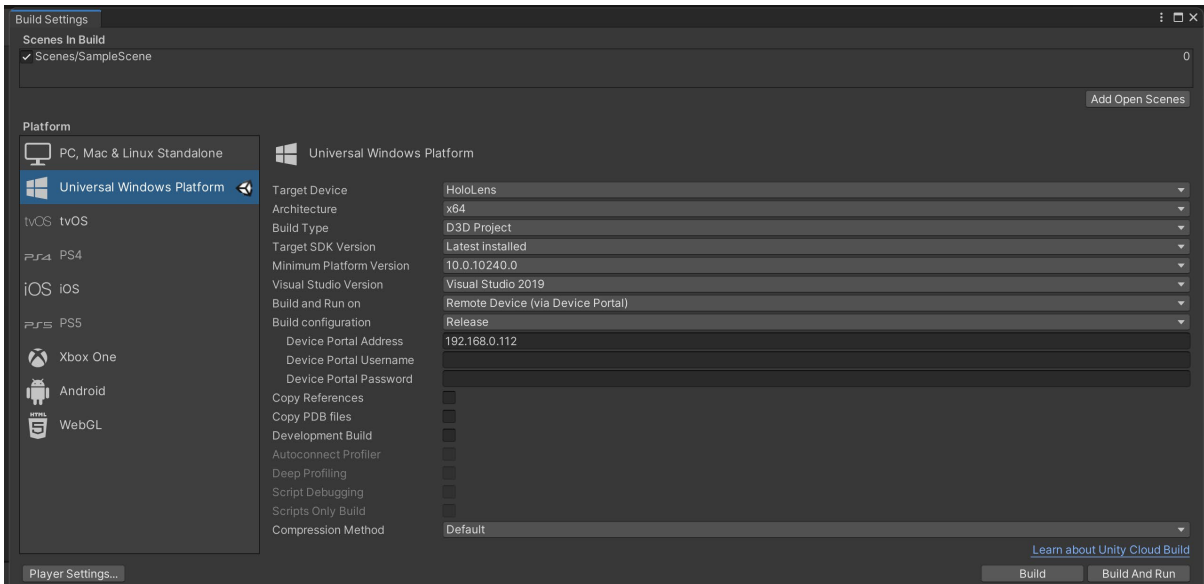 Build Settings
Scenes In Build
Scenes/SampleScene 0
Add Open Scenes
Platform
PC, Mac & Linux Standalone
Universal Windows Platform
tvOS tvOS
PS4 PS4
iOS iOS
PS5 PS5
Xbox One
Android
HTML 5 WebGL
Universal Windows Platform
Target Device HoloLens
Architecture x64
Build Type D3D Project
Target SDK Version Latest installed
Minimum Platform Version 10.0.10240.0
Visual Studio Version Visual Studio 2019
Build and Run on Remote Device (via Device Portal)
Build configuration Release
Device Portal Address 192.168.0.112
Device Portal Username
Device Portal Password
Copy References
Copy PDB files
Development Build
Autoconnect Profiler
Deep Profiling
Script Debugging
Scripts Only Build
Compression Method Default
Learn about Unity Cloud Build
Player Settings... Build Build And Run